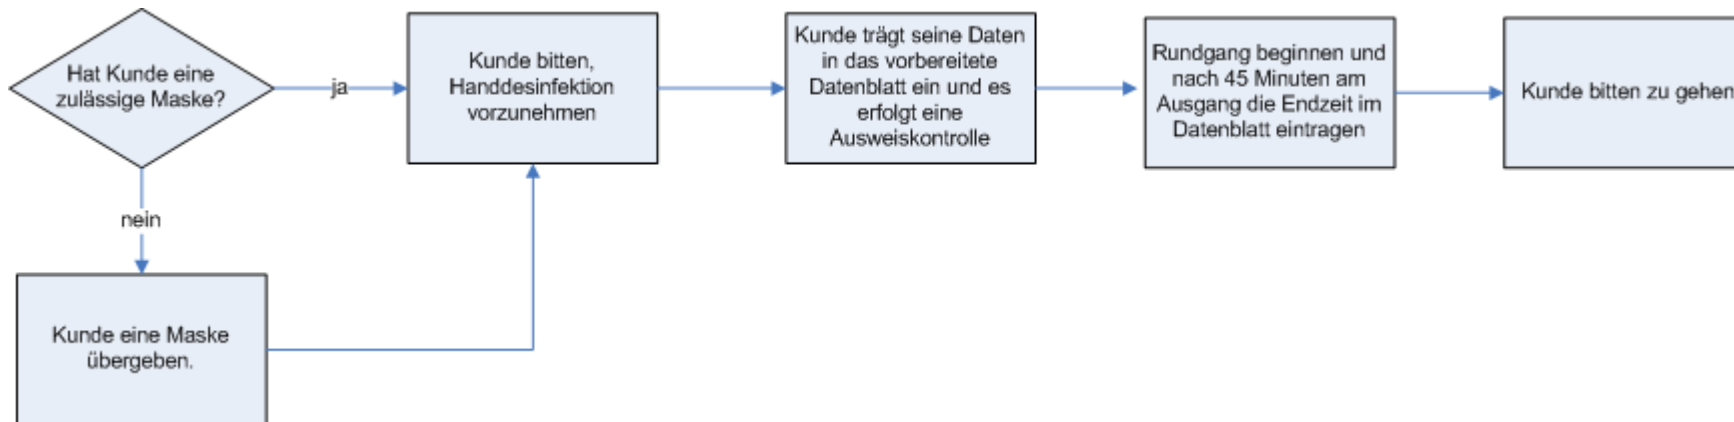 Hat Kunde eine
zulässige Maske?
ja
Kunde bitten,
Handdesinfektion
vorzunehmen
Kunde trägt seine Daten
in das vorbereitete
Datenblatt ein und es
erfolgt eine
Ausweiskontrolle
Rundgang beginnen und
nach 45 Minuten am
Ausgang die Endzeit im
Datenblatt eintragen
Kunde bitten zu gehen
nein
Kunde eine Maske
übergeben.